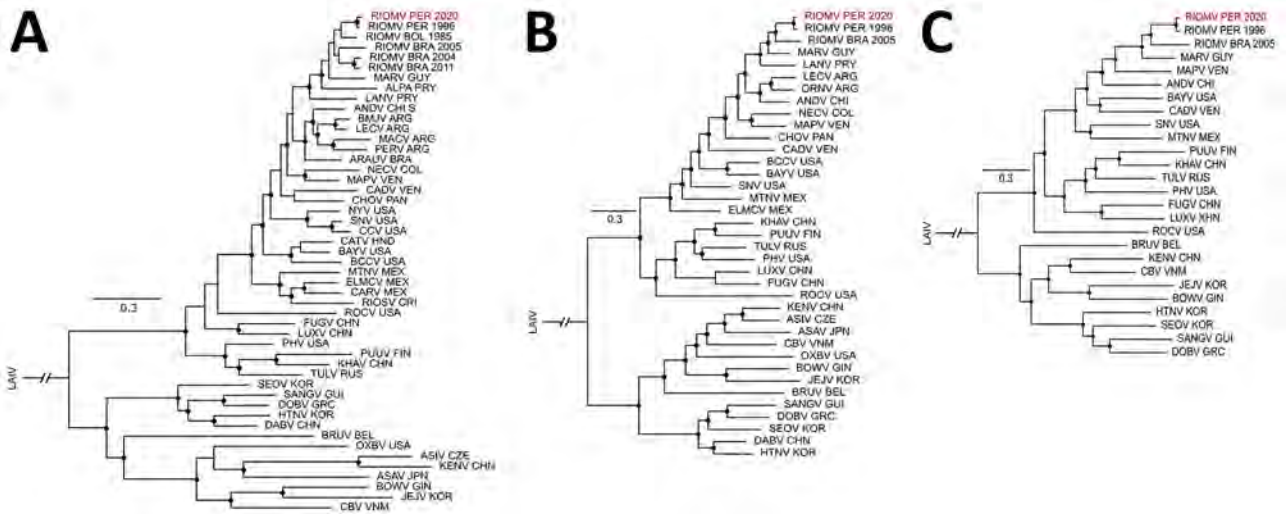 A
RIOMV PER 2020
RIOMV PER 1996
RIOMV BOL 1985
RIOMV BRA 2005
RIOMV BRA 2004
RIOMV BRA 2011
MARV GUY
ALPA PRY
LANV PRY
ANDV CHI S
BMJV ARG
LECV ARG
MACV ARG
PERV ARG
ARAUV BRA
NECV COL
MAPV VEN
CADV VEN
CHOV PAN
NYV USA
SNV USA
CCV USA
CATV HND
BAYV USA
BCCV USA
MTNV MEX
ELMCV MEX
CARV MEX
RIOSV CRI
ROCV USA
FUGV CHN
LUXV CHN
PHV USA
PUUV FIN
KHAV CHN
TULV RUS
SEOV KOR
SANGV GUI
DOBV GRC
HTNV KOR
DABV CHN
BRUV BEL
OXBV USA
ASIV CZE
KENV CHN
ASAV JPN
BOWV GIN
JEJV KOR
CBV VNM
0.3
LAIV
B
RIOMV PER 2020
RIOMV PER 1996
RIOMV BRA 2005
MARV GUY
LANV PRY
LECV ARG
ORNV ARG
ANDV CHI
NECV COL
MAPV VEN
CHOV PAN
CADV VEN
BCCV USA
BAYV USA
SNV USA
MTNV MEX
ELMCV MEX
KHAV CHN
PUUV FIN
TULV RUS
PHV USA
LUXV CHN
FUGV CHN
ROCV USA
KENV CHN
ASIV CZE
ASAV JPN
CBV VNM
OXBV USA
BOWV GIN
JEJV KOR
BRUV BEL
SANGV GUI
DOBV GRC
SEOV KOR
DABV CHN
HTNV KOR
0.3
LAIV
C
RIOMV PER 2020
RIOMV PER 1996
RIOMV BRA 2005
MARV GUY
MAPV VEN
ANDV CHI
BAYV USA
CADV VEN
SNV USA
MTNV MEX
PUUV FIN
KHAV CHN
TULV RUS
PHV USA
FUGV CHN
LUXV XHN
ROCV USA
BRUV BEL
KENV CHN
CBV VNM
JEJV KOR
BOWV GIN
HTNV KOR
SEOV KOR
SANGV GUI
DOBV GRC
0.3
LAIV